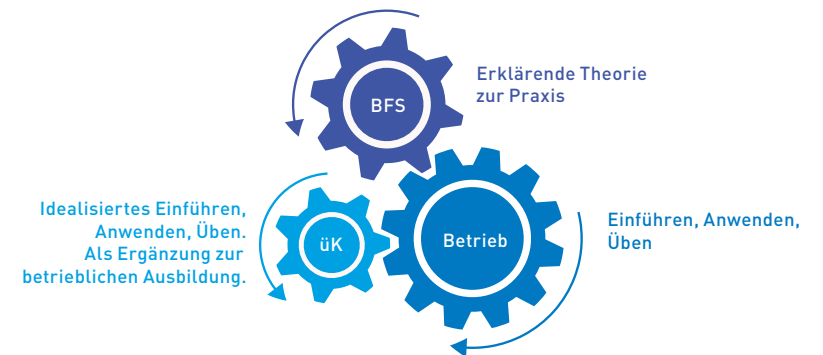 BFS
Erklärende Theorie
zur Praxis
Idealisiertes Einführen,
Anwenden, Üben.
Als Ergänzung zur
betrieblichen Ausbildung.
üK
Betrieb
Einführen, Anwenden,
Üben